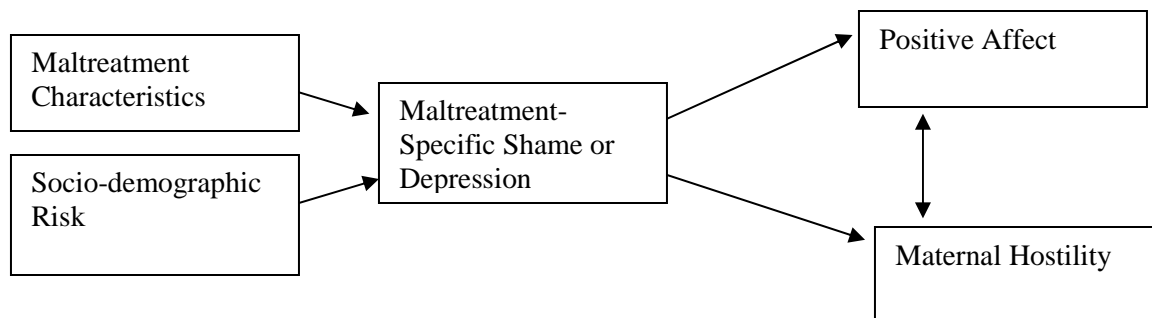 Maltreatment
Characteristics
Socio-demographic
Risk
Maltreatment-
Specific Shame or
Depression
Positive Affect
Maternal Hostility